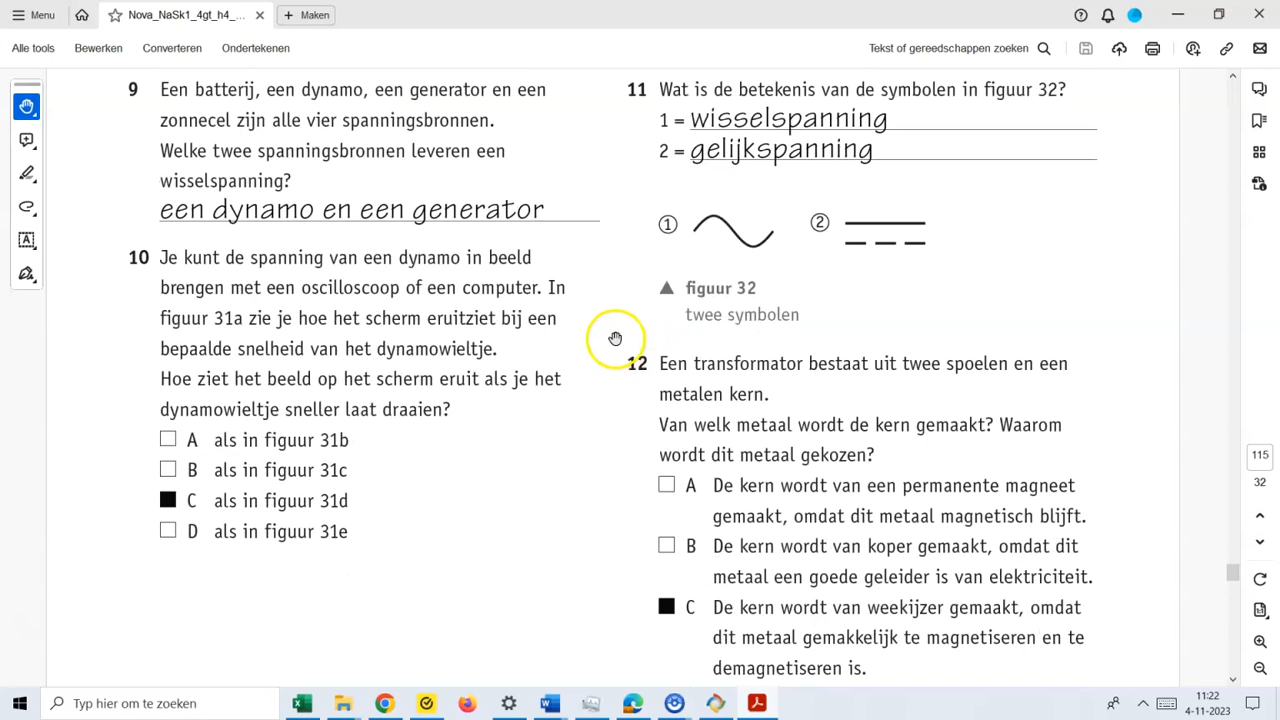 Menu
Nova_NaSk1_4gt_h4_...
Maken
Alle tools
Bewerken
Converteren
Ondertekenen
Tekst of gereedschappen zoeken
9 Een batterij, een dynamo, een generator en een
zonnecel zijn alle vier spanningsbronnen.
Welke twee spanningsbronnen leveren een
wisselspanning?
een dynamo en een generator
10 Je kunt de spanning van een dynamo in beeld
brengen met een oscilloscoop of een computer. In
figuur 31a zie je hoe het scherm eruitziet bij een
bepaalde snelheid van het dynamowieltje.
Hoe ziet het beeld op het scherm eruit als je het
dynamowieltje sneller laat draaien?
A als in figuur 31b
B als in figuur 31c
C als in figuur 31d
D als in figuur 31e
11 Wat is de betekenis van de symbolen in figuur 32?
1 = wisselspanning
2 = gelijkspanning
① ②
▲ figuur 32
twee symbolen
12 Een transformator bestaat uit twee spoelen en een
metalen kern.
Van welk metaal wordt de kern gemaakt? Waarom
wordt dit metaal gekozen?
A De kern wordt van een permanente magneet
gemaakt, omdat dit metaal magnetisch blijft.
B De kern wordt van koper gemaakt, omdat dit
metaal een goede geleider is van elektriciteit.
C De kern wordt van weekijzer gemaakt, omdat
dit metaal gemakkelijk te magnetiseren en te
demagnetiseren is.
115
32
Typ hier om te zoeken
11:22
4-11-2023